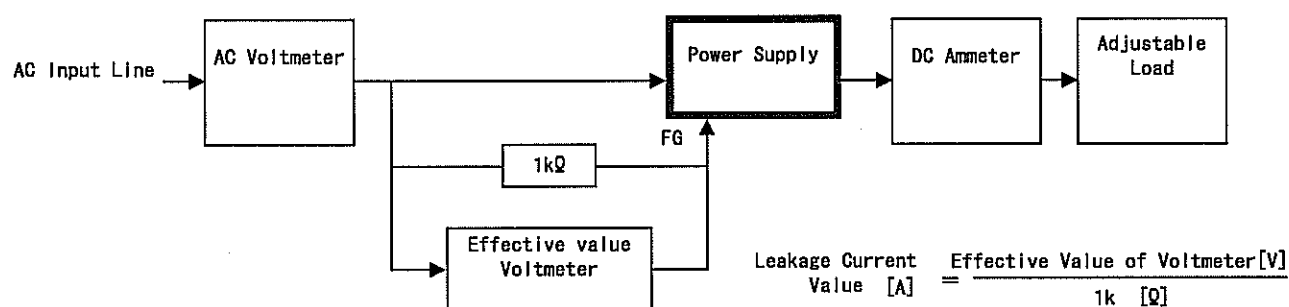 AC Input Line
AC Voltmeter
Power Supply
DC Ammeter
Adjustable
Load
FG
1kΩ
Effective value
Voltmeter
Leakage Current
Value [A]
=
Effective Value of Voltmeter[V]
1k [Ω]